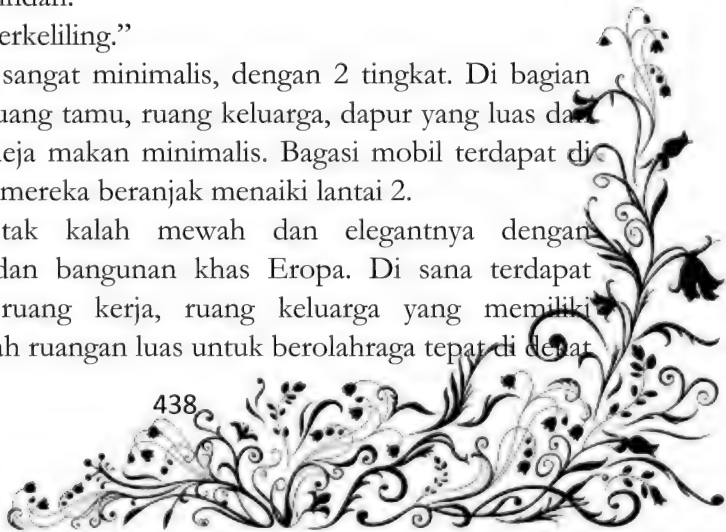 indah.
erkeliling.”
sangat minimalis, dengan 2 tingkat. Di bagian
uang tamu, ruang keluarga, dapur yang luas dan
eja makan minimalis. Bagasi mobil terdapat di
mereka beranjak menaiki lantai 2.
tak kalah mewah dan elegantnya dengan
dan bangunan khas Eropa. Di sana terdapat
ruang kerja, ruang keluarga yang memiliki
ah ruangan luas untuk berolahraga tepat di dekat
438